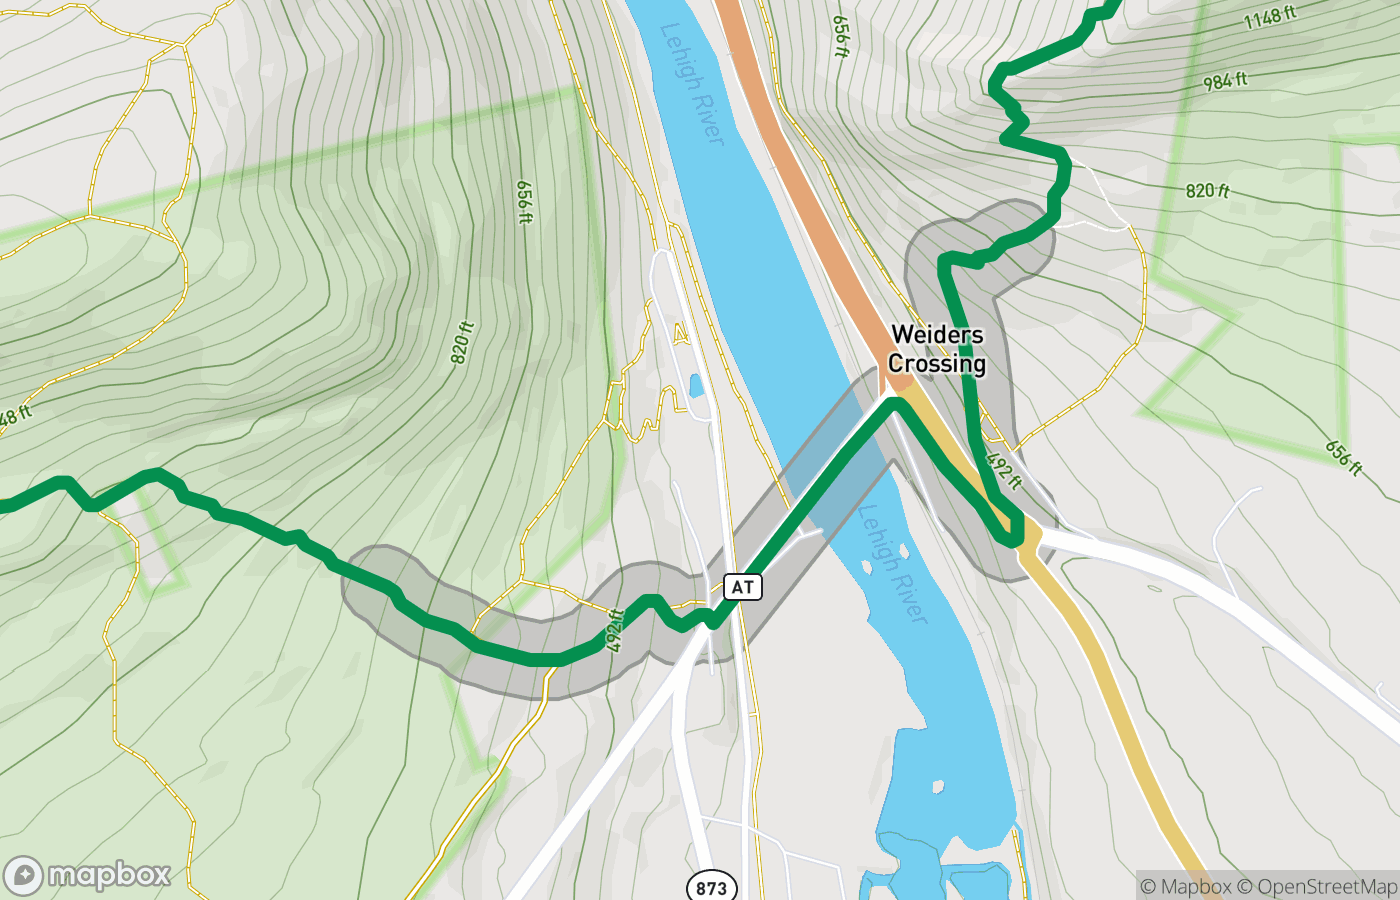 1148 ft
656 ft
Lehigh River
984 ft
820 ft
656 ft
Weiders
Crossing
820 ft
48 ft
656 ft
492 ft
Lehigh River
AT
492 ft
mapbox
873
© Mapbox © OpenStreetMap